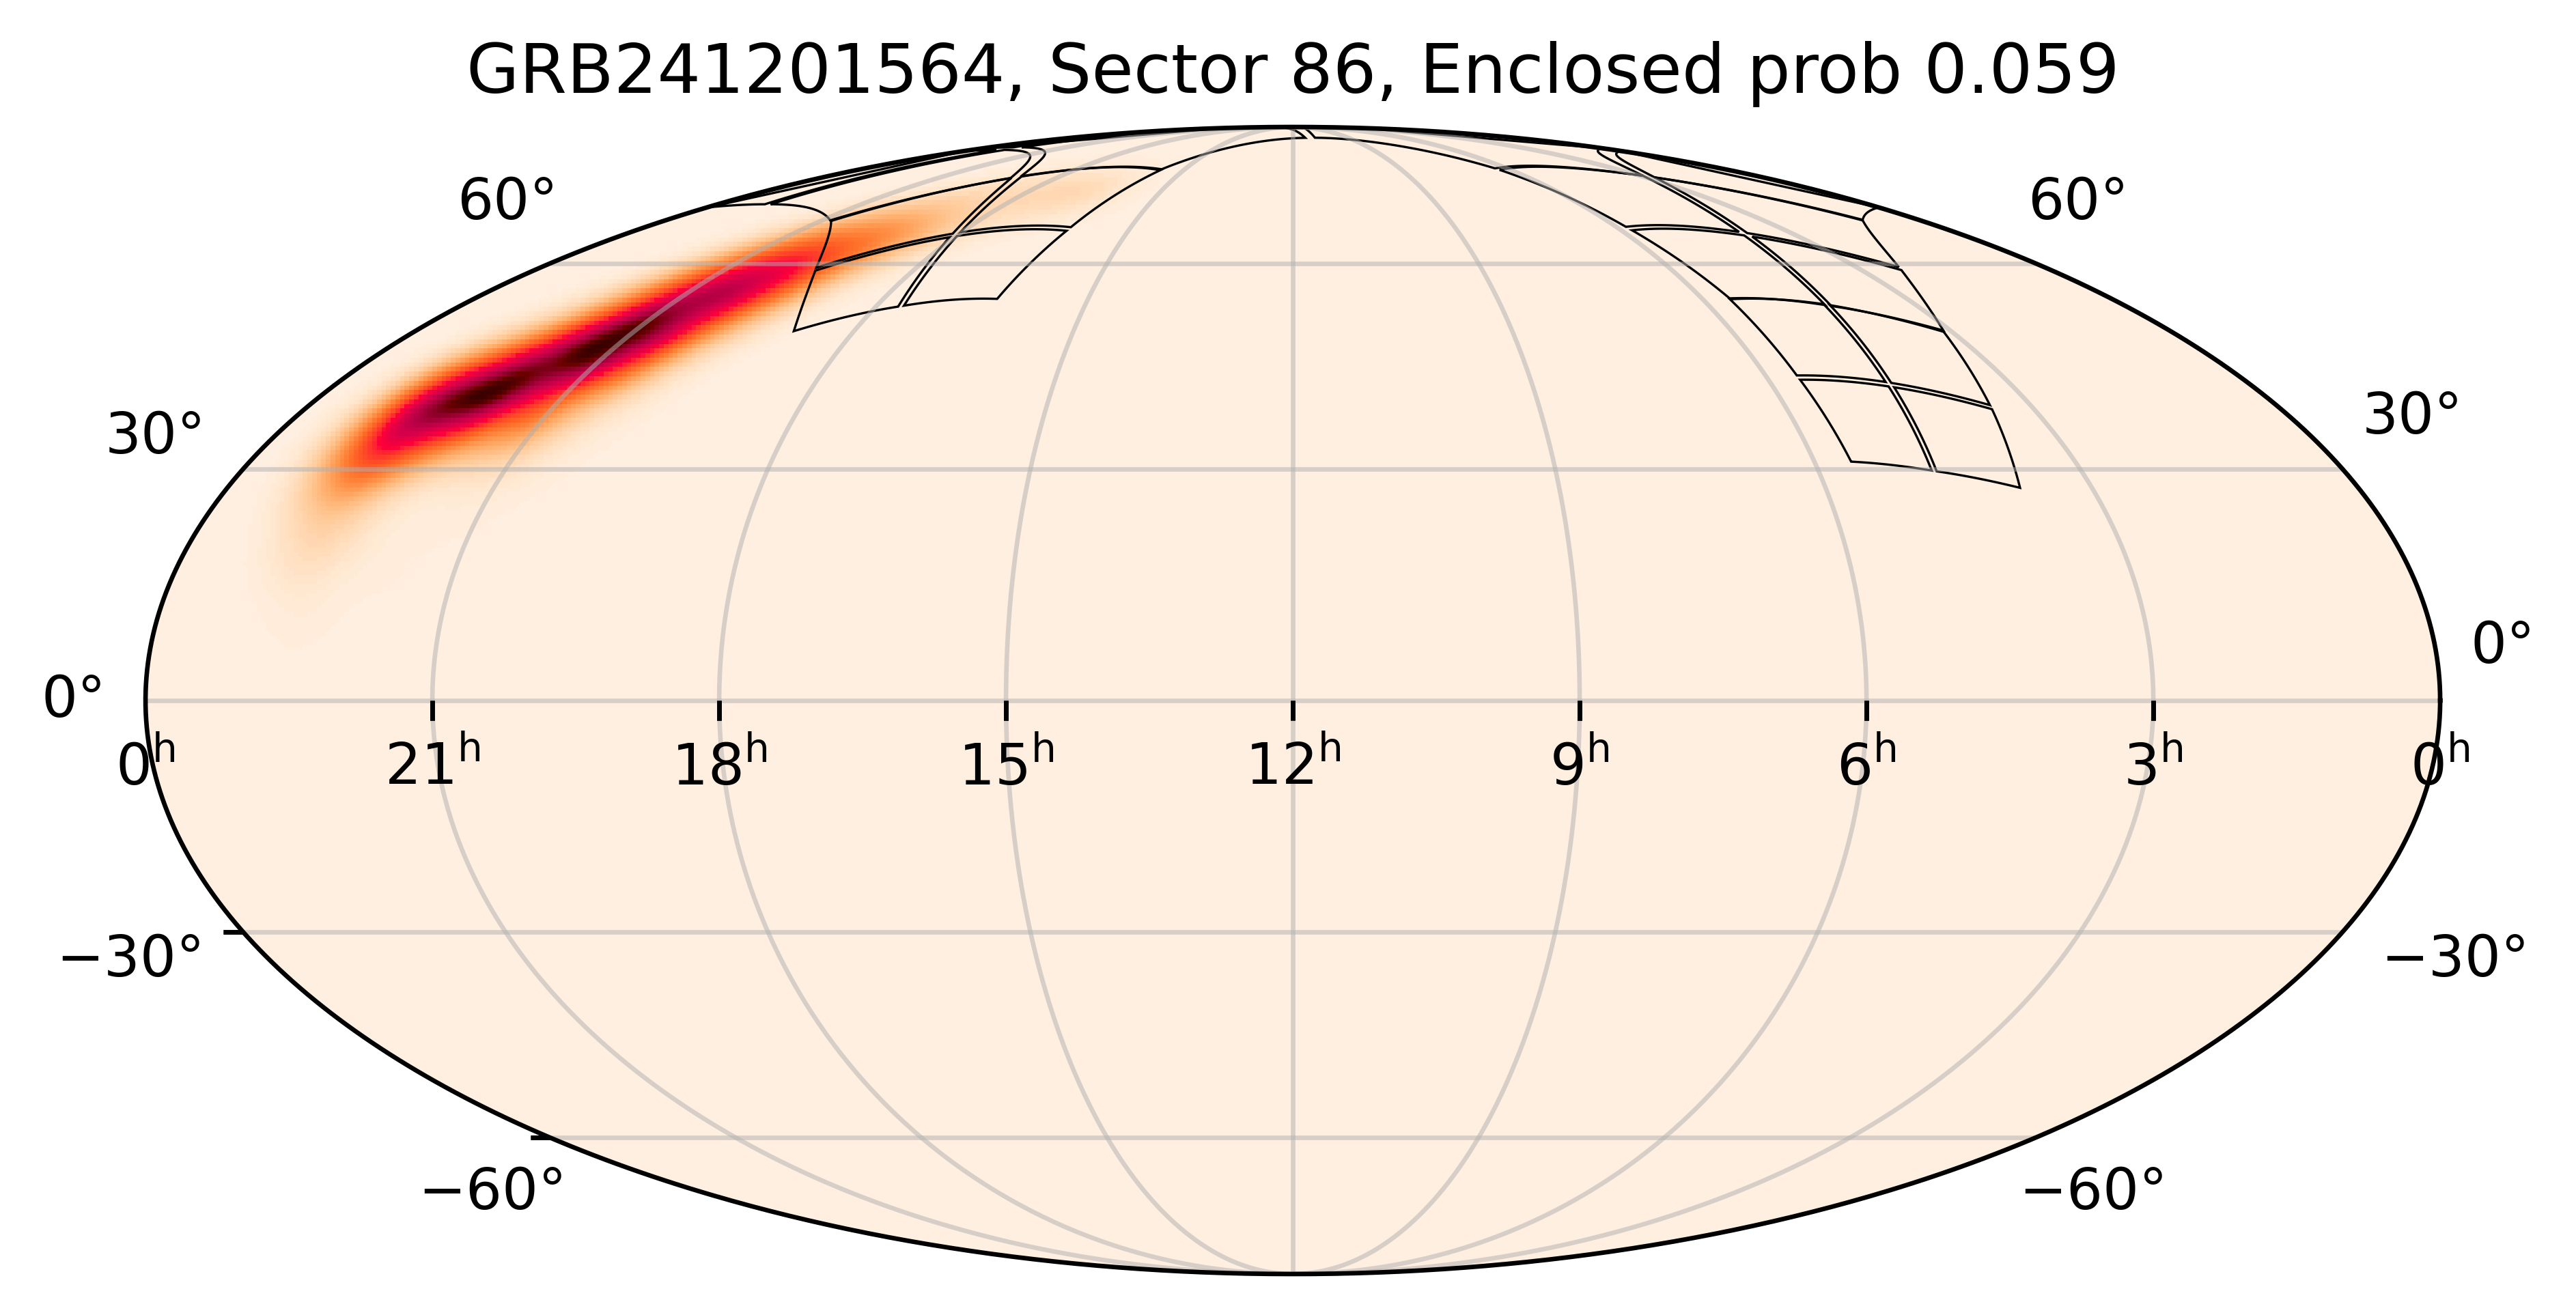 GRB241201564, Sector 86, Enclosed prob 0.059
60° 60°
30° 30°
0° 0°
0h 21h 18h 15h 12h 9h 6h 3h 0h
−30° −30°
−60° −60°